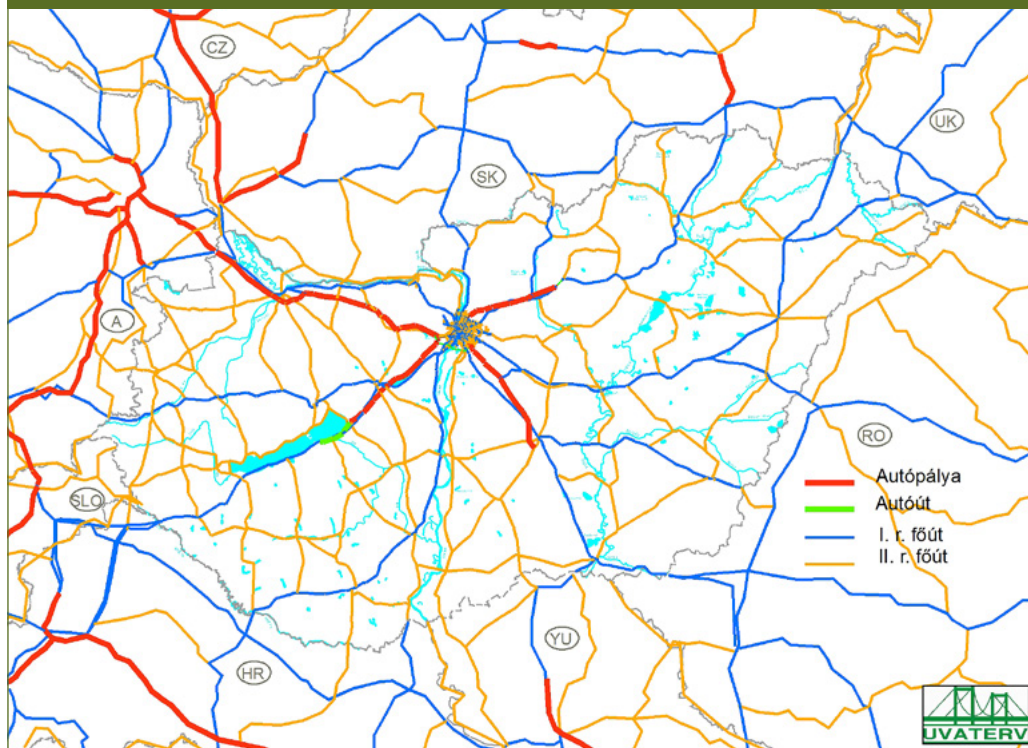 CZ
UK
SK
A
RO
SLO
Autópálya
Autóút
I. r. főút
II. r. főút
YU
HR
UVATERV